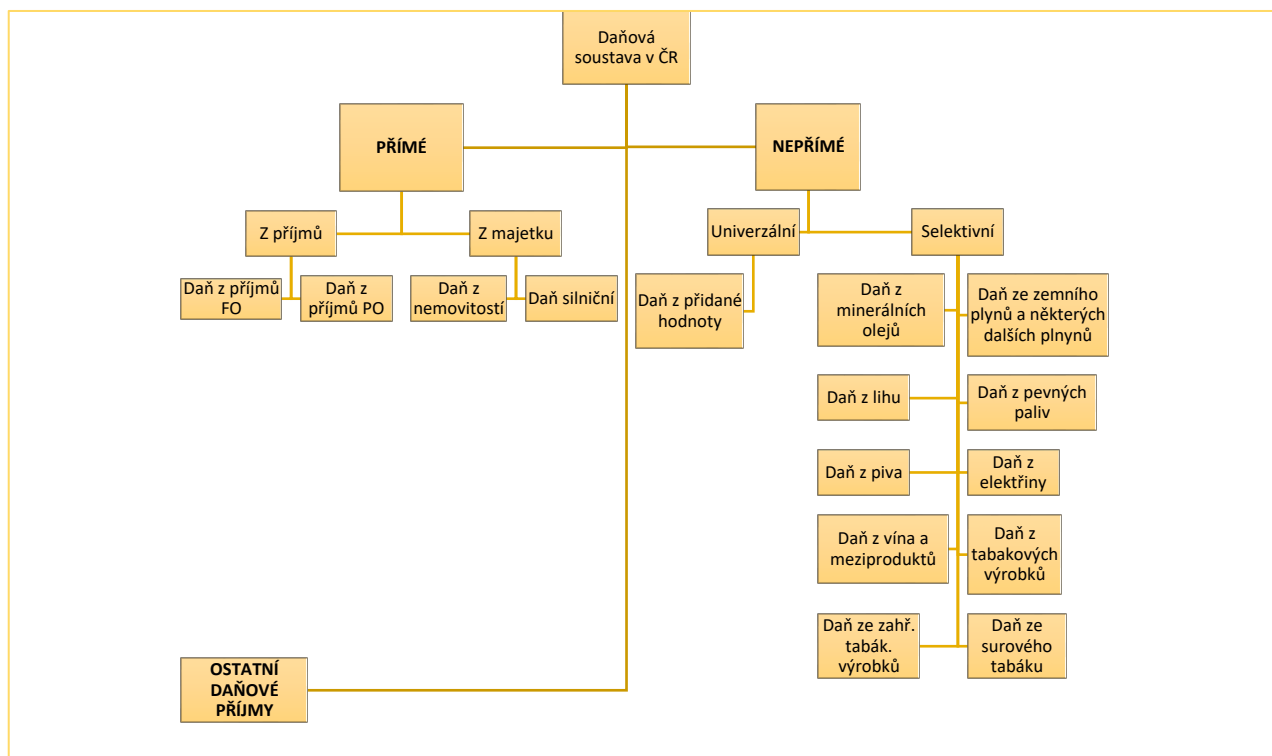 Daňová
soustava v ČR
PŘÍMÉ
NEPŘÍMÉ
Z příjmů
Z majetku
Univerzální
Selektivní
Daň z příjmů
FO
Daň z
příjmů PO
Daň z
nemovitostí
Daň silniční
Daň z přidané
hodnoty
Daň z
minerálních
olejů
Daň ze zemního
plynů a některých
dalších plnynů
Daň z lihu
Daň z pevných
paliv
Daň z piva
Daň z
elektřiny
Daň z vína a
meziproduktů
Daň z
tabakových
výrobků
Daň ze zahř.
tabák.
výrobků
Daň ze
surového
tabáku
OSTATNÍ
DAŇOVÉ
PŘÍJMY